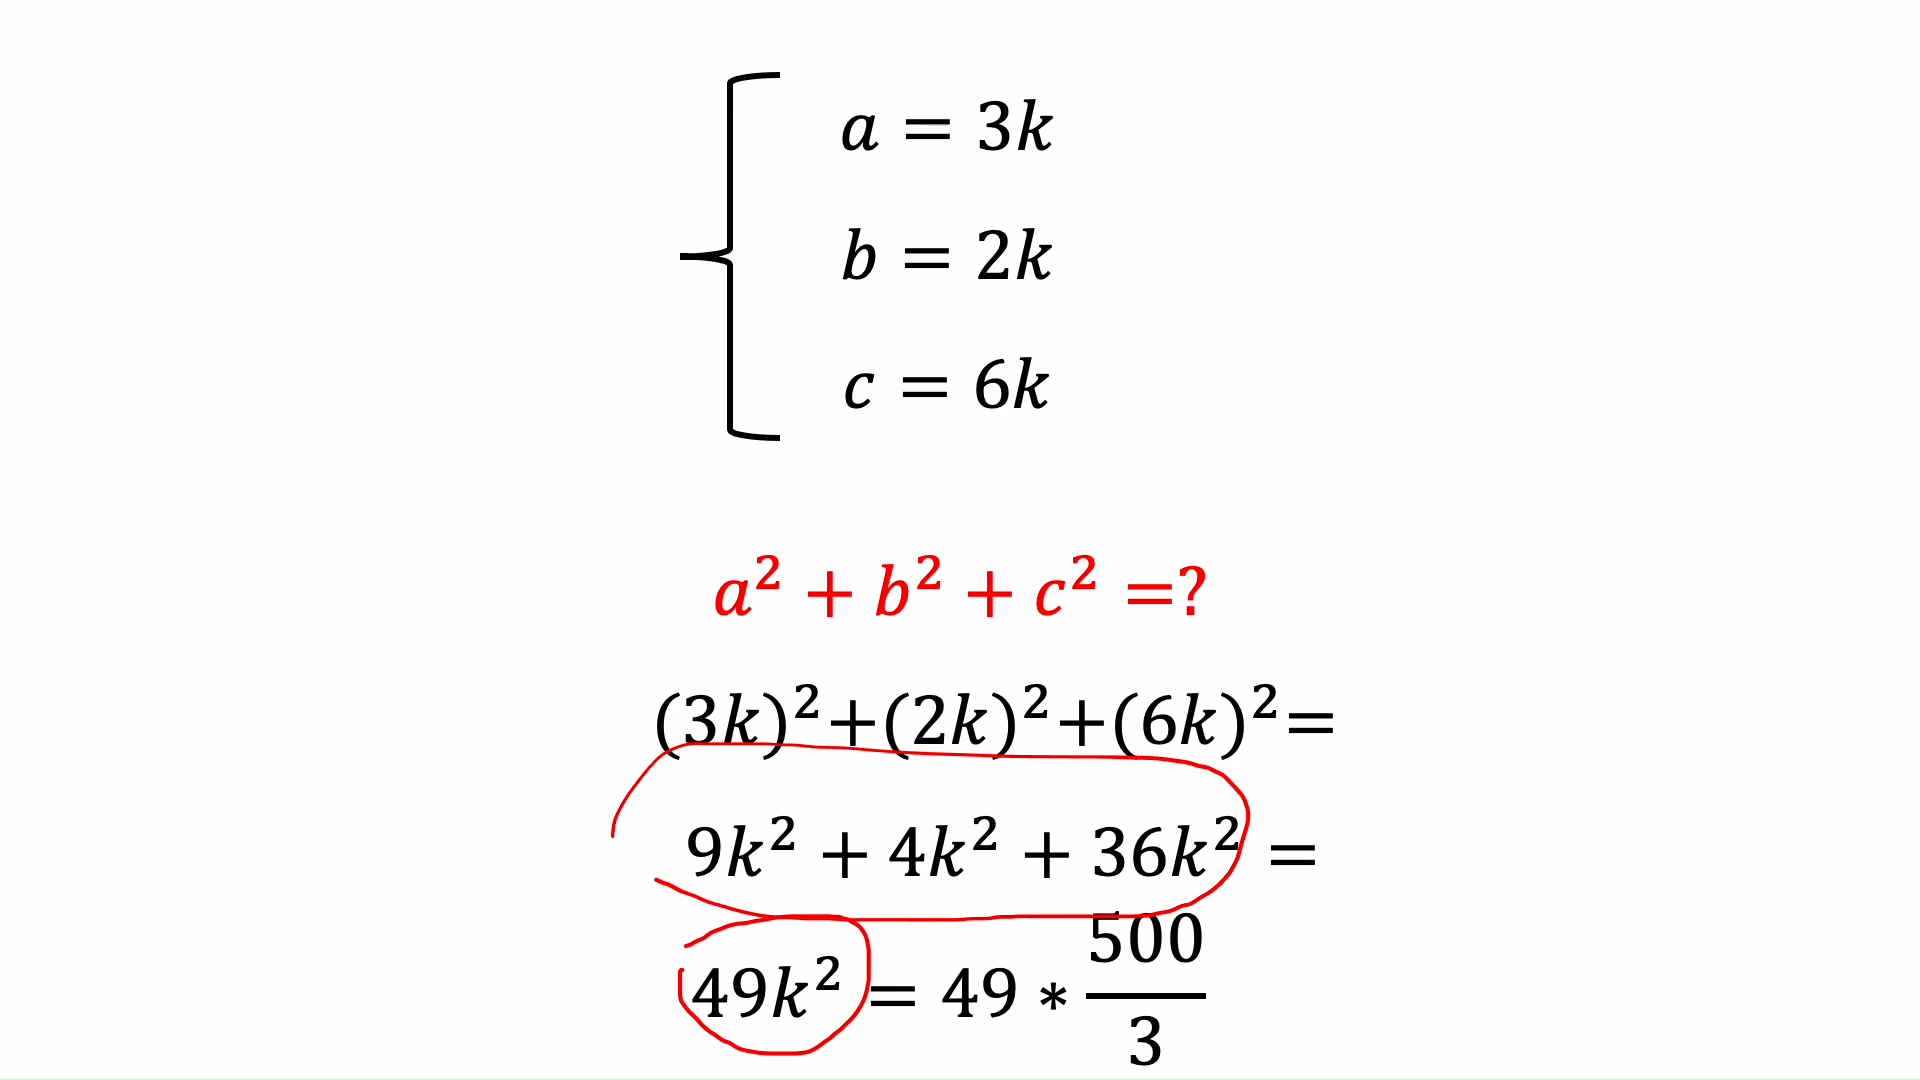 a = 3k
b = 2k
c = 6k
a² + b² + c² =?
(3k)²+(2k)²+(6k)²=
9k² + 4k² + 36k² =
49k² = 49 * 500/3